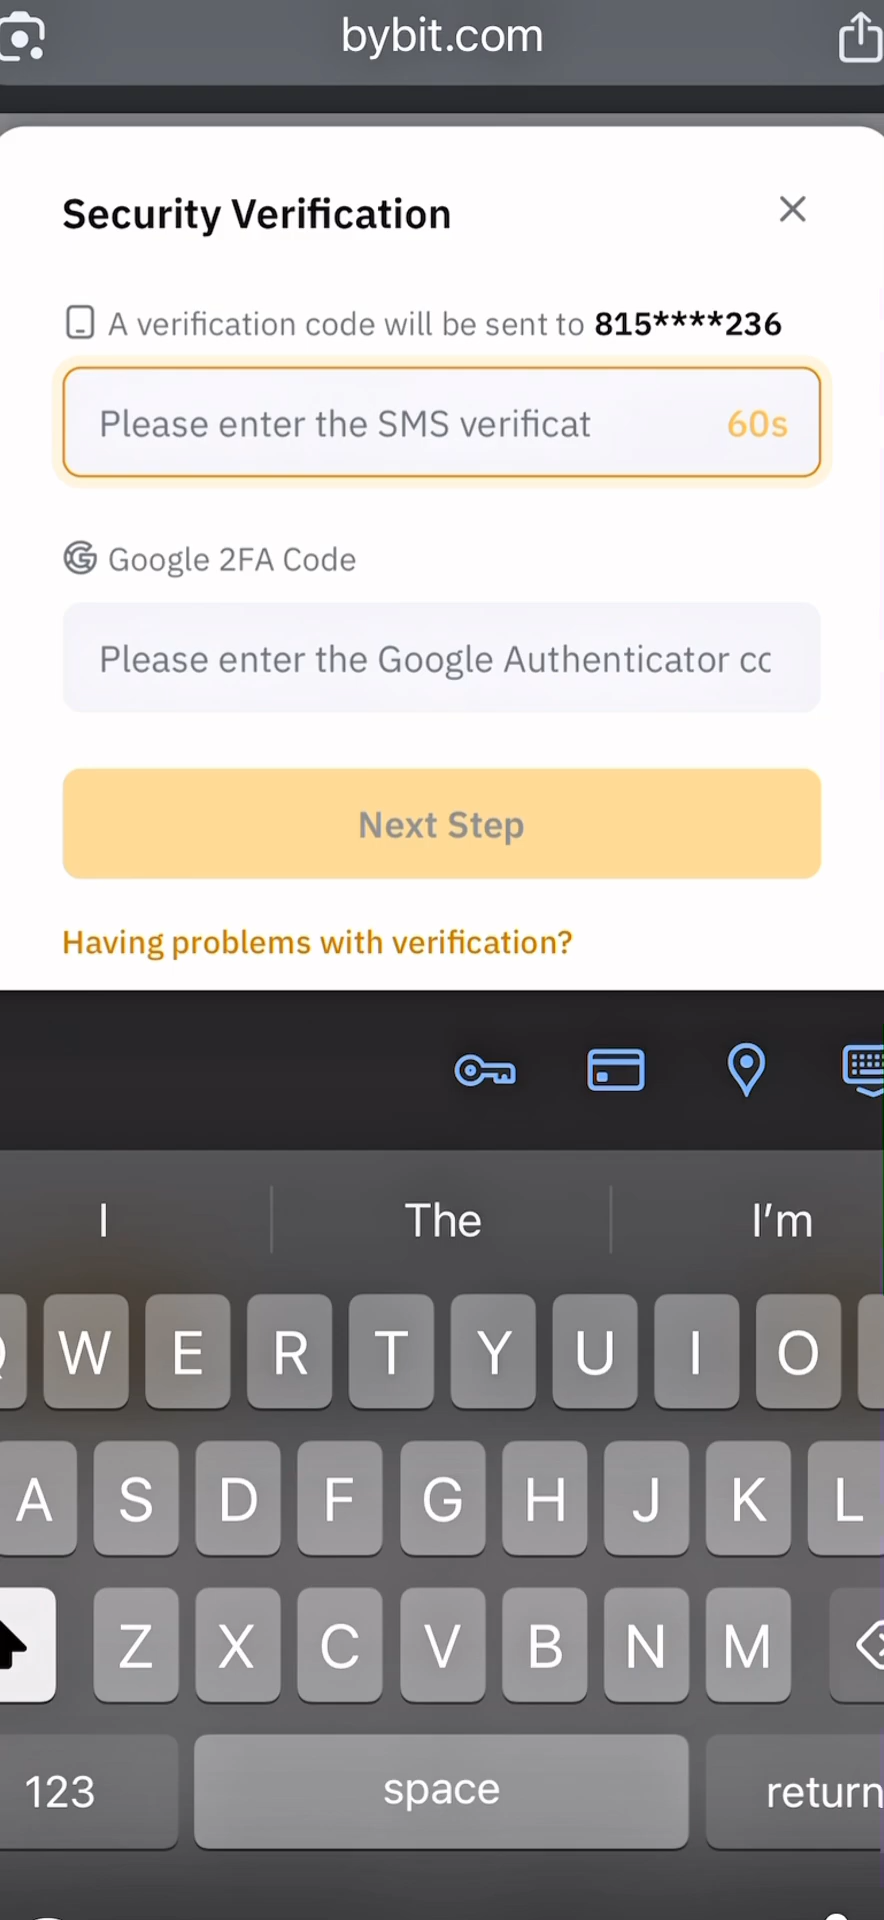 bybit.com
Security Verification
A verification code will be sent to 815****236
Please enter the SMS verificat 60s
Google 2FA Code
Please enter the Google Authenticator cc
Next Step
Having problems with verification?
I The I'm
Q W E R T Y U I O
A S D F G H J K L
Z X C V B N M
123 space return